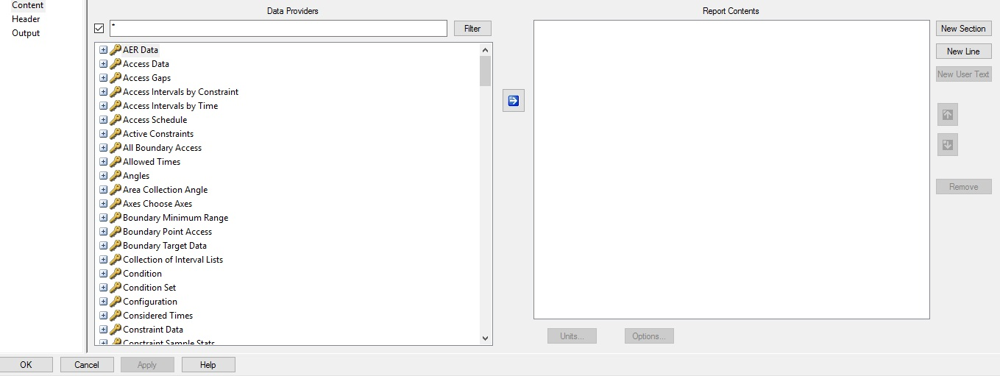 Content
Header
Output
Data Providers
*
Filter
AER Data
Access Data
Access Gaps
Access Intervals by Constraint
Access Intervals by Time
Access Schedule
Active Constraints
All Boundary Access
Allowed Times
Angles
Area Collection Angle
Axes Choose Axes
Boundary Minimum Range
Boundary Point Access
Boundary Target Data
Collection of Interval Lists
Condition
Condition Set
Configuration
Considered Times
Constraint Data
Constraint Sample Stats
Report Contents
New Section
New Line
New User Text
Remove
Units...
Options...
OK
Cancel
Apply
Help